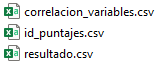 correlacion_variables.csv
id_puntajes.csv
resultado.csv